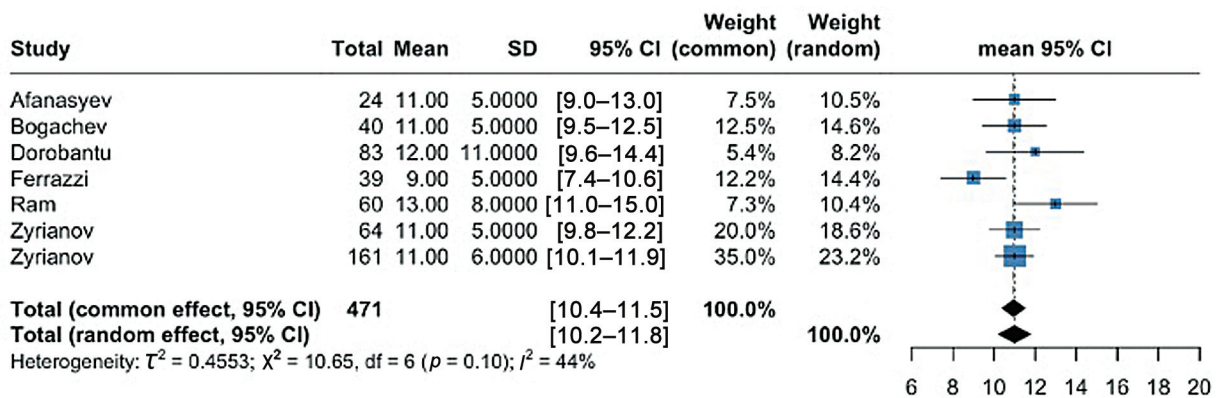 Weight Weight
Study Total Mean SD 95% CI (common) (random) mean 95% CI
Afanasyev 24 11.00 5.0000 [9.0–13.0] 7.5% 10.5%
Bogachev 40 11.00 5.0000 [9.5–12.5] 12.5% 14.6%
Dorobantu 83 12.00 11.0000 [9.6–14.4] 5.4% 8.2%
Ferrazzi 39 9.00 5.0000 [7.4–10.6] 12.2% 14.4%
Ram 60 13.00 8.0000 [11.0–15.0] 7.3% 10.4%
Zyrianov 64 11.00 5.0000 [9.8–12.2] 20.0% 18.6%
Zyrianov 161 11.00 6.0000 [10.1–11.9] 35.0% 23.2%
Total (common effect, 95% CI) 471 [10.4–11.5] 100.0%
Total (random effect, 95% CI) [10.2–11.8] 100.0%
Heterogeneity: τ² = 0.4553; χ² = 10.65, df = 6 (p = 0.10); I² = 44%
6 8 10 12 14 16 18 20